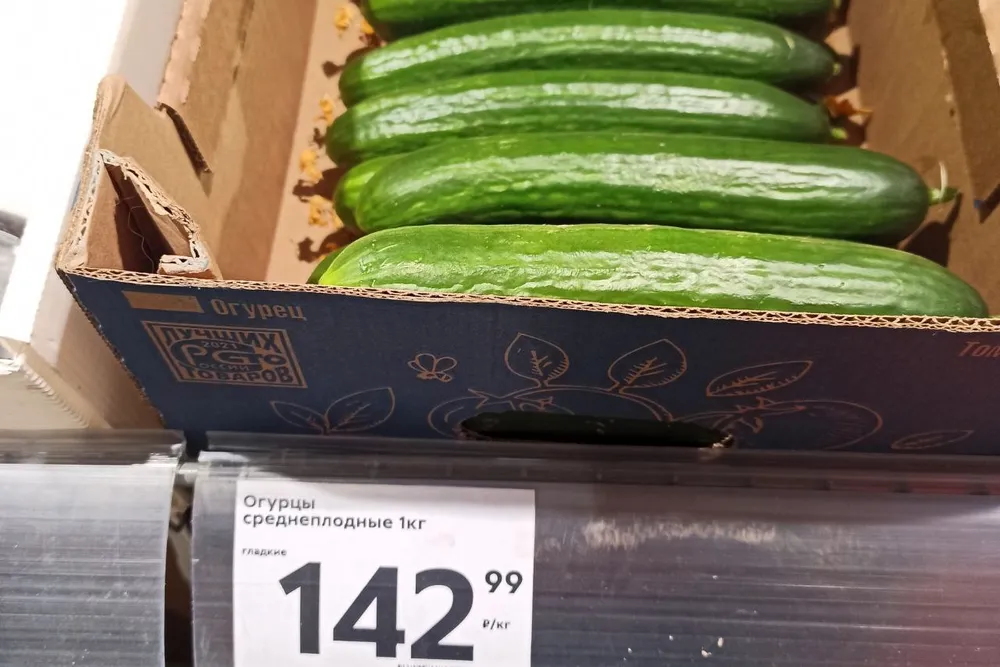 Огурец
ЛУЧШИХ
2021
РОССИИ
ТОВАРОВ
Огурцы
среднеплодные 1кг
гладкие
142 99
₽/кг